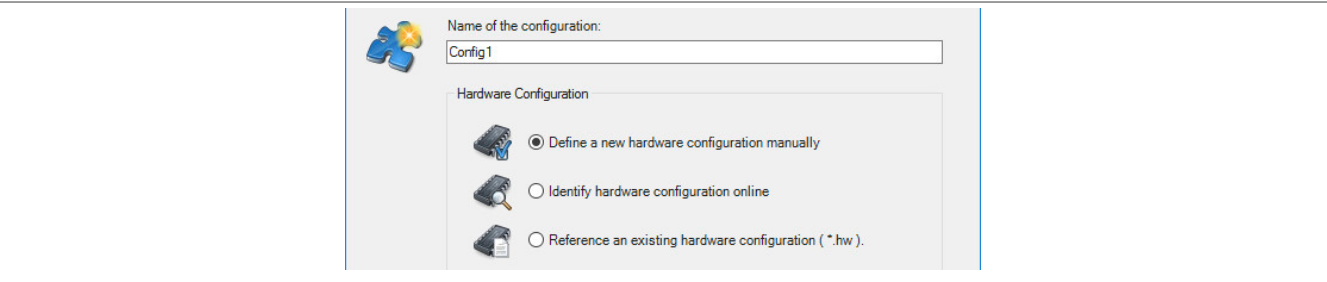 Name of the configuration:
Config1
Hardware Configuration
Define a new hardware configuration manually
Identify hardware configuration online
Reference an existing hardware configuration ( *.hw ).